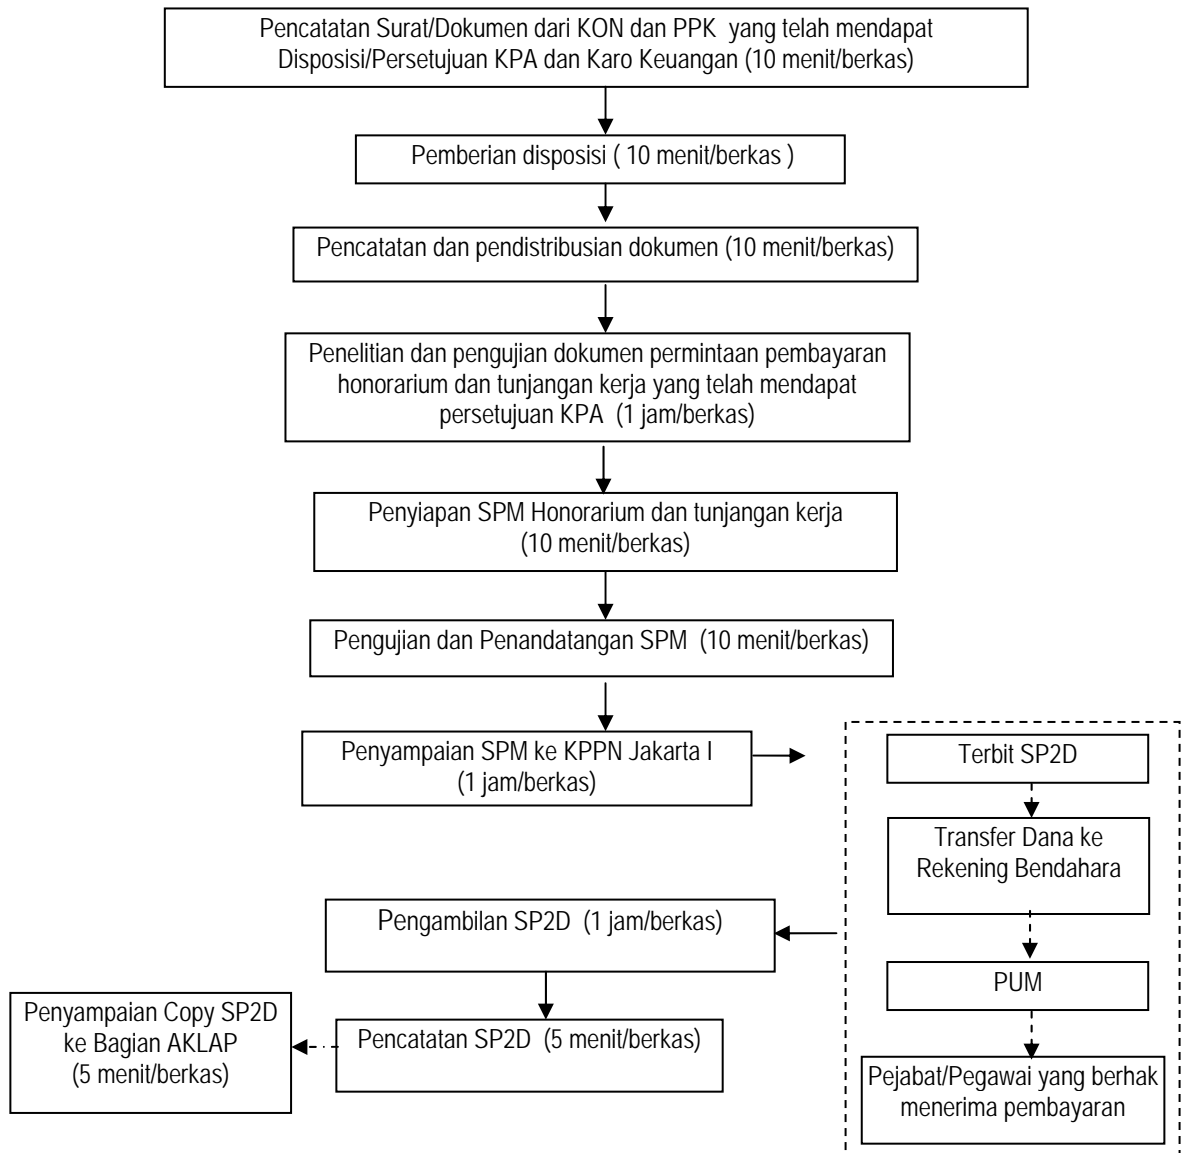 Pencatatan Surat/Dokumen dari KON dan PPK yang telah mendapat
Disposisi/Persetujuan KPA dan Karo Keuangan (10 menit/berkas)
Pemberian disposisi ( 10 menit/berkas )
Pencatatan dan pendistribusian dokumen (10 menit/berkas)
Penelitian dan pengujian dokumen permintaan pembayaran
honorarium dan tunjangan kerja yang telah mendapat
persetujuan KPA (1 jam/berkas)
Penyiapan SPM Honorarium dan tunjangan kerja
(10 menit/berkas)
Pengujian dan Penandatangan SPM (10 menit/berkas)
Penyampaian SPM ke KPPN Jakarta I
(1 jam/berkas)
Terbit SP2D
Transfer Dana ke
Rekening Bendahara
PUM
Pejabat/Pegawai yang berhak
menerima pembayaran
Pengambilan SP2D (1 jam/berkas)
Pencatatan SP2D (5 menit/berkas)
Penyampaian Copy SP2D
ke Bagian AKLAP
(5 menit/berkas)